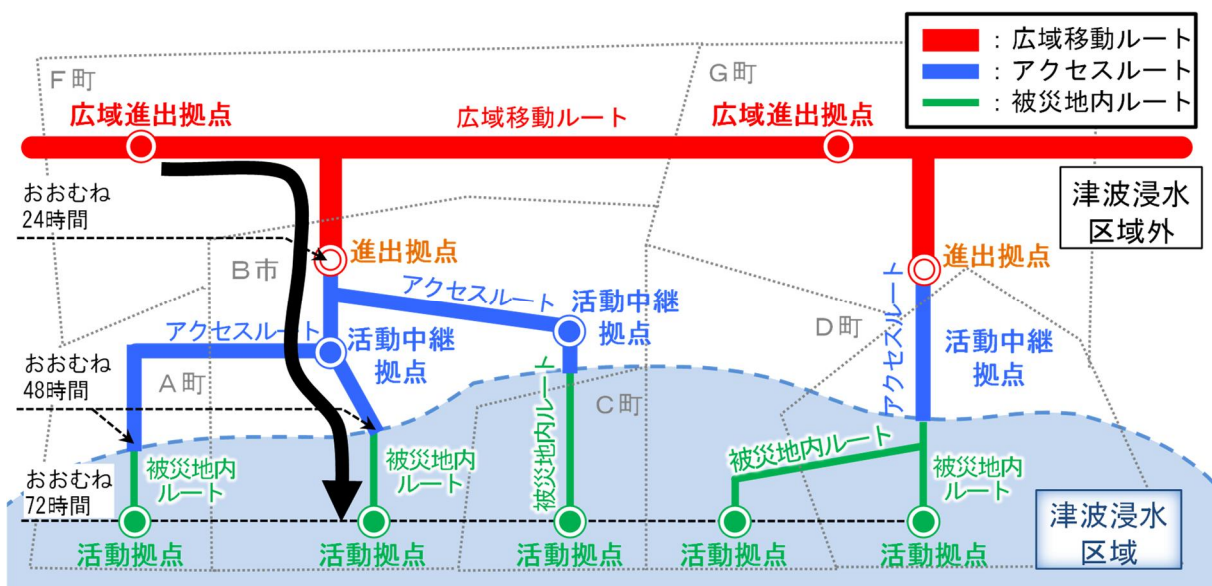 ：広域移動ルート
：アクセスルート
：被災地内ルート
F町
G町
広域進出拠点
広域移動ルート
広域進出拠点
おおむね
24時間
津波浸水
区域外
進出拠点
進出拠点
B市
アクセスルート
活動中継
拠点
アクセスルート
活動中継
拠点
D町
アクセスルート
活動中継
拠点
おおむね
48時間
A町
C町
被災地内ルート
被災地内ルート
おおむね
72時間
被災地内
ルート
被災地内
ルート
被災地内
ルート
津波浸水
区域
活動拠点
活動拠点
活動拠点
活動拠点
活動拠点